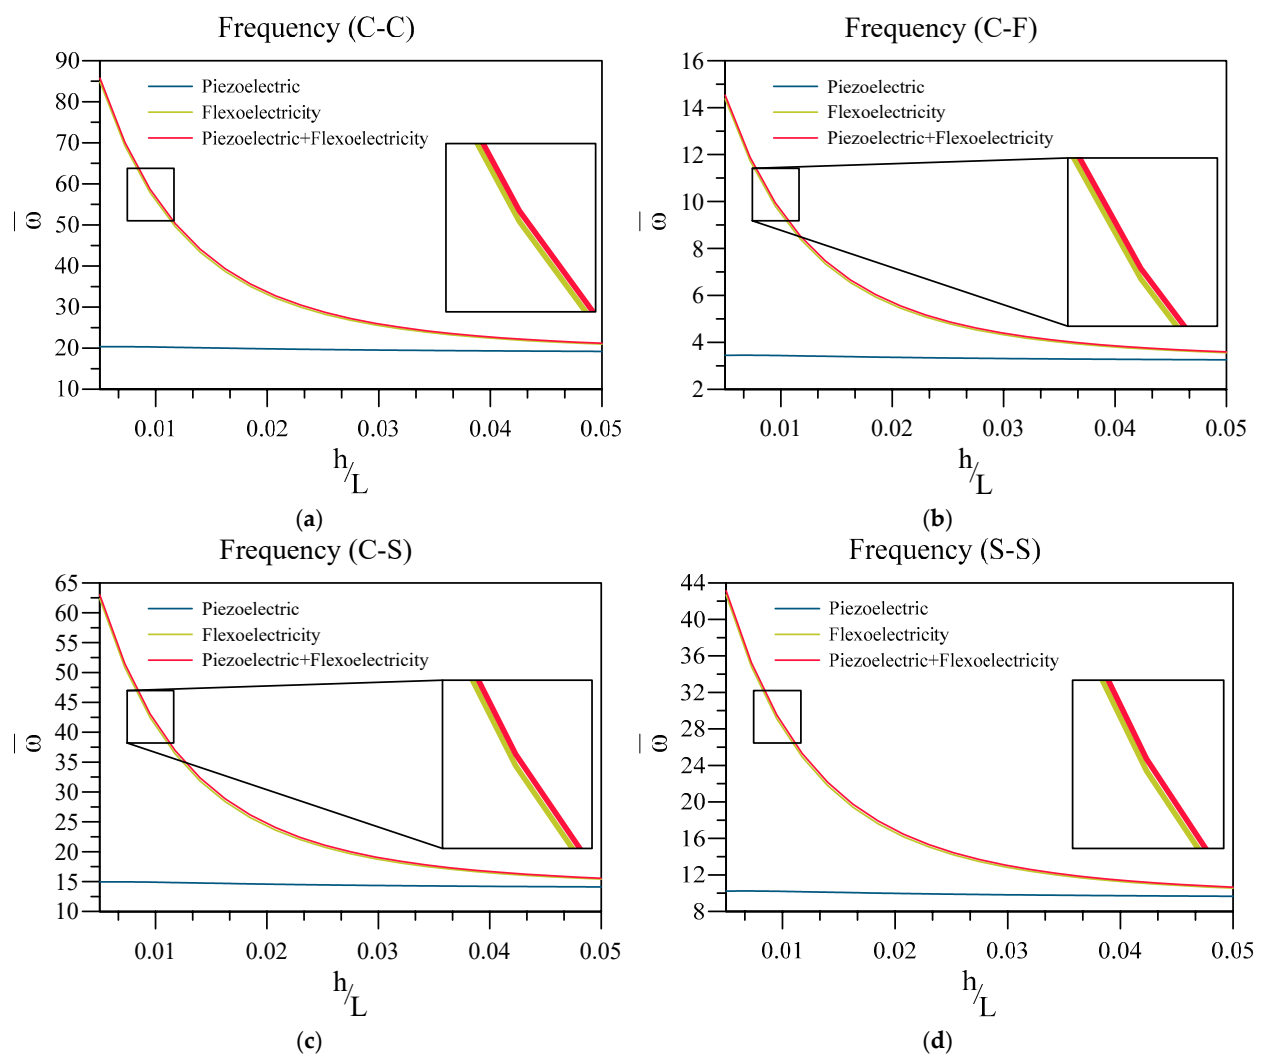 Frequency (C-C)
90
80
70
60
50
40
30
20
10
Piezoelectric
Flexoelectricity
Piezoelectric+Flexoelectricity
ω̅
0.01 0.02 0.03 0.04 0.05
h/L
(a)
Frequency (C-F)
16
14
12
10
8
6
4
2
Piezoelectric
Flexoelectricity
Piezoelectric+Flexoelectricity
ω̅
0.01 0.02 0.03 0.04 0.05
h/L
(b)
Frequency (C-S)
65
60
55
50
45
40
35
30
25
20
15
10
Piezoelectric
Flexoelectricity
Piezoelectric+Flexoelectricity
ω̅
0.01 0.02 0.03 0.04 0.05
h/L
(c)
Frequency (S-S)
44
40
36
32
28
24
20
16
12
8
Piezoelectric
Flexoelectricity
Piezoelectric+Flexoelectricity
ω̅
0.01 0.02 0.03 0.04 0.05
h/L
(d)